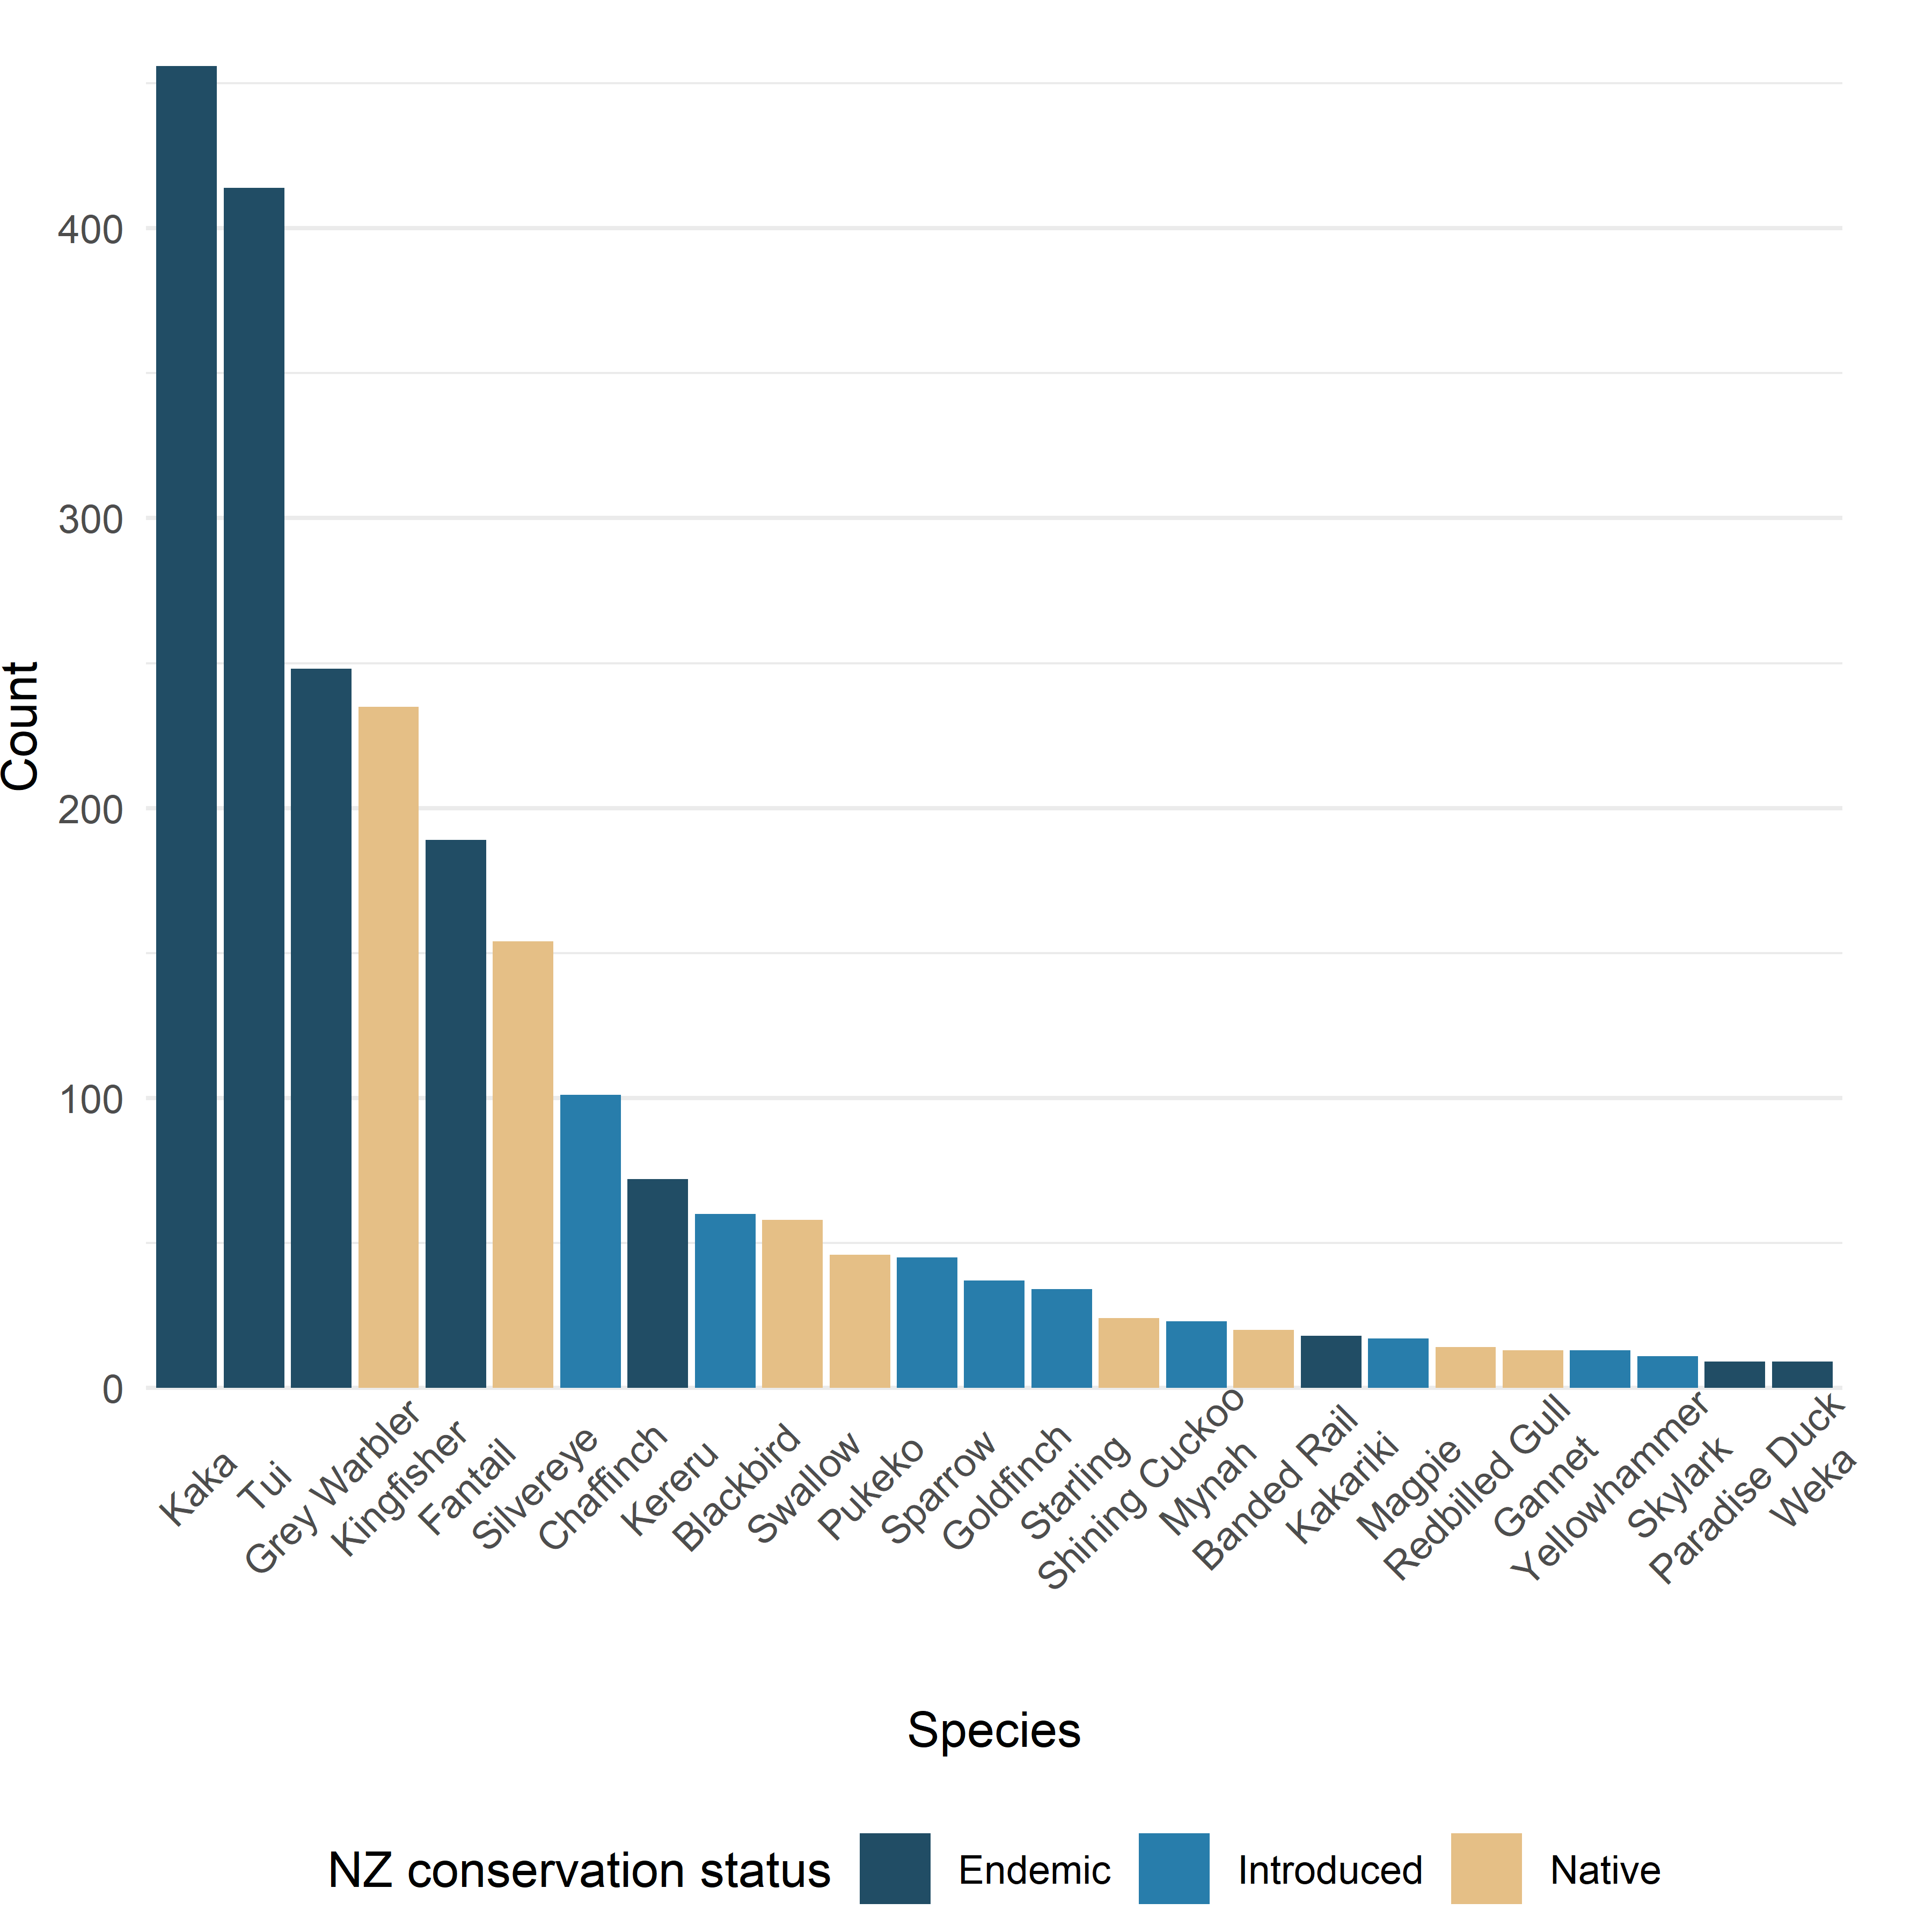 Count
400
300
200
100
0
Kaka
Tui
Grey Warbler
Kingfisher
Fantail
Silvereye
Chaffinch
Kereru
Blackbird
Swallow
Pukeko
Sparrow
Goldfinch
Starling
Shining Cuckoo
Mynah
Banded Rail
Kakariki
Magpie
Redbilled Gull
Gannet
Yellowhammer
Skylark
Paradise Duck
Weka
Species
NZ conservation status Endemic Introduced Native